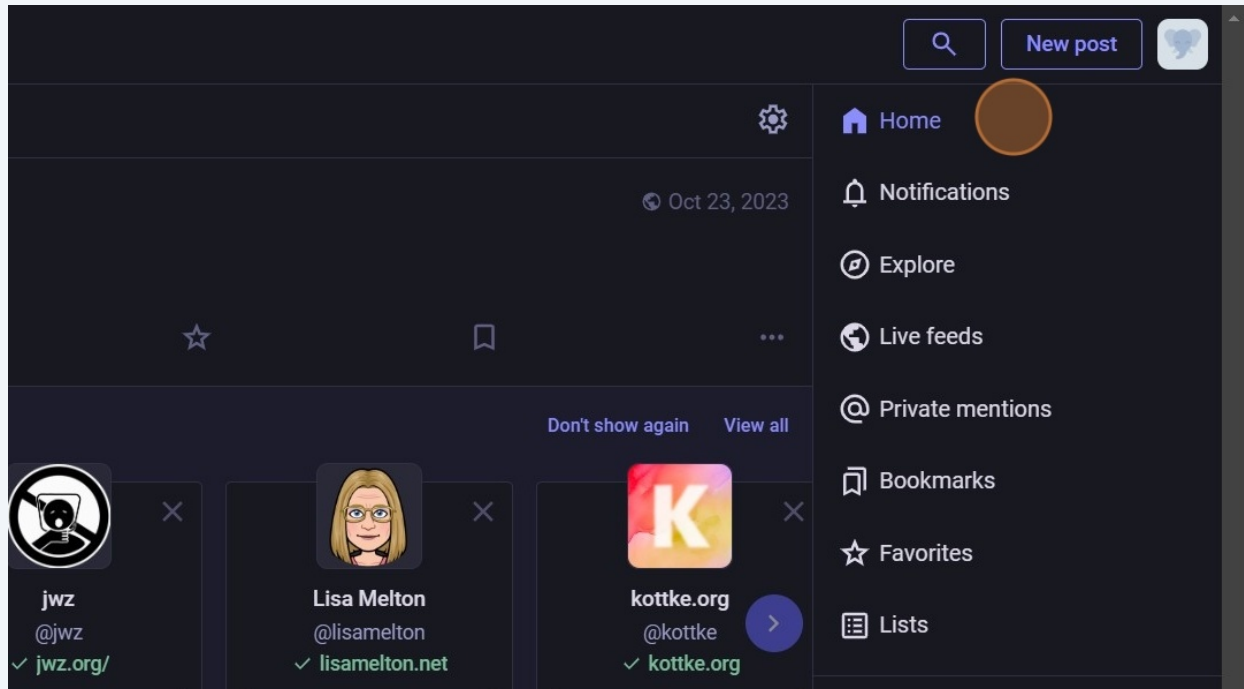 New post
Home
Notifications
Oct 23, 2023
Explore
Live feeds
Private mentions
Don't show again View all
Bookmarks
K
Favorites
jwz Lisa Melton kottke.org
@jwz @lisamelton @kottke
jwz.org/ lisamelton.net kottke.org
Lists